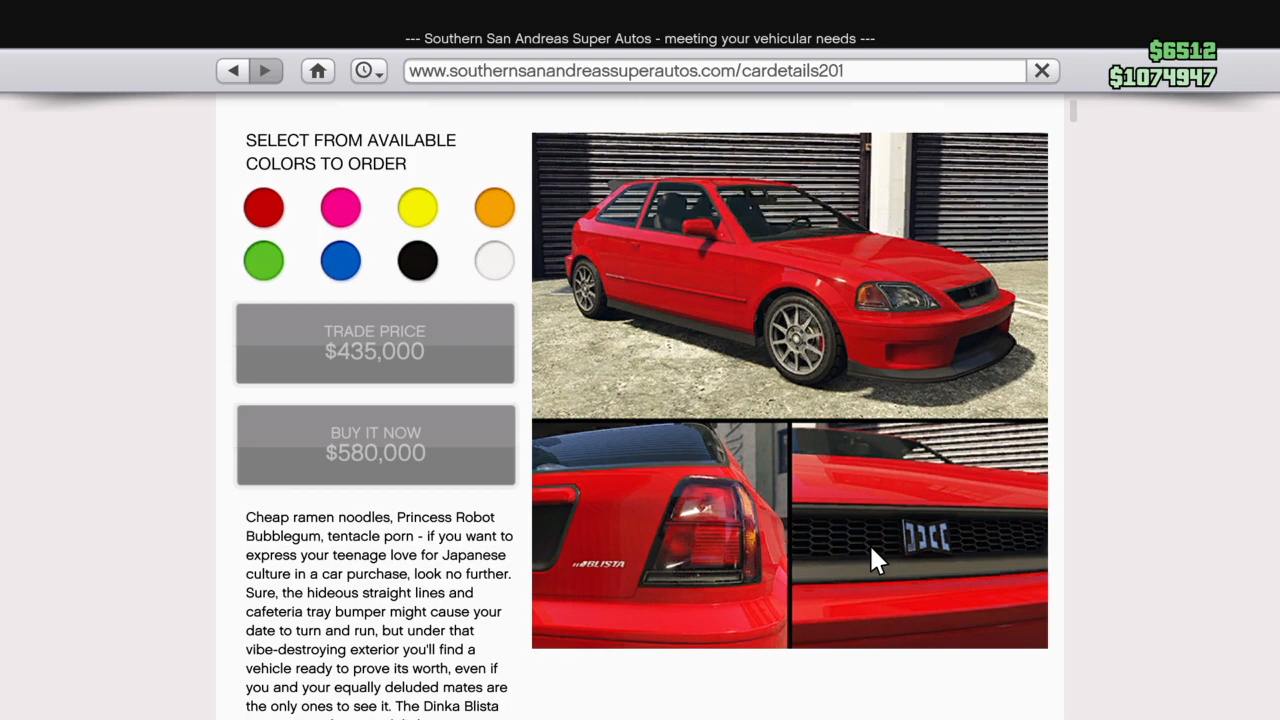 --- Southern San Andreas Super Autos - meeting your vehicular needs ---
$6512
$1074947
www.southernsanandreassuperautos.com/cardetails201
SELECT FROM AVAILABLE
COLORS TO ORDER
TRADE PRICE
$435,000
BUY IT NOW
$580,000
Cheap ramen noodles, Princess Robot
Bubblegum, tentacle porn - if you want to
express your teenage love for Japanese
culture in a car purchase, look no further.
Sure, the hideous straight lines and
cafeteria tray bumper might cause your
date to turn and run, but under that
vibe-destroying exterior you'll find a
vehicle ready to prove its worth, even if
you and your equally deluded mates are
the only ones to see it. The Dinka Blista
BLISTA